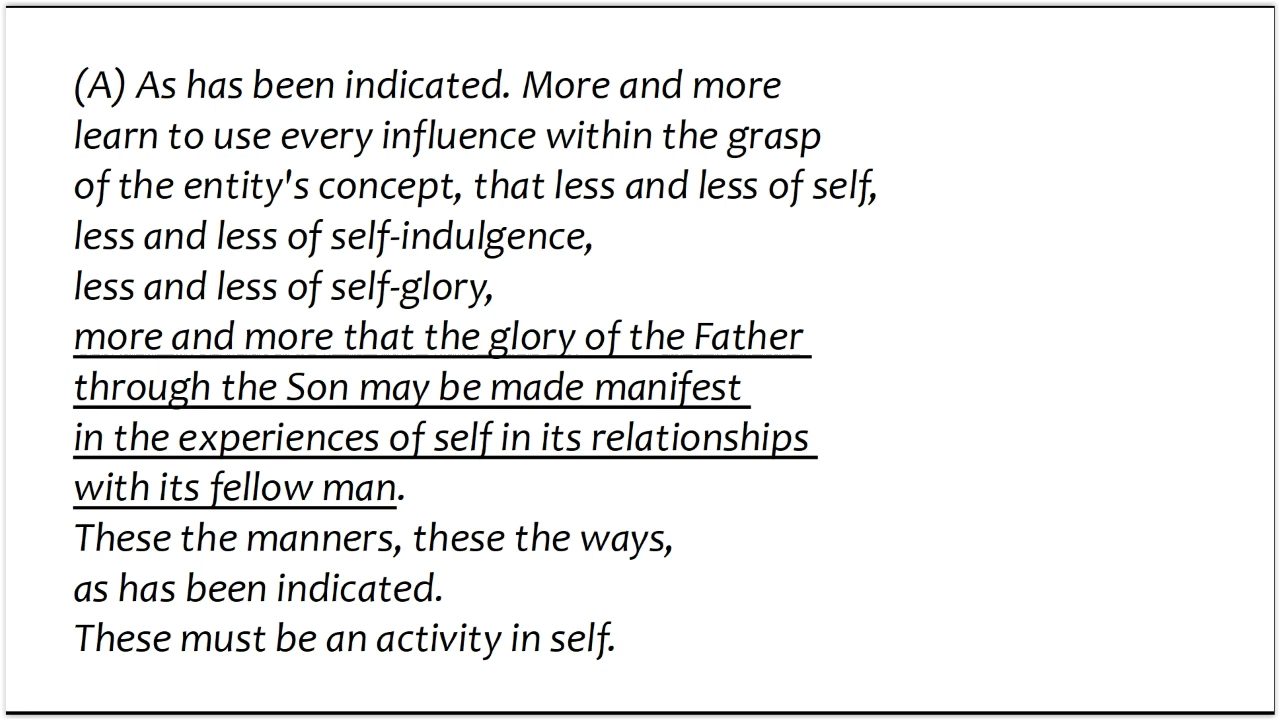 (A) As has been indicated. More and more
learn to use every influence within the grasp
of the entity's concept, that less and less of self,
less and less of self-indulgence,
less and less of self-glory,
more and more that the glory of the Father
through the Son may be made manifest
in the experiences of self in its relationships
with its fellow man.
These the manners, these the ways,
as has been indicated.
These must be an activity in self.